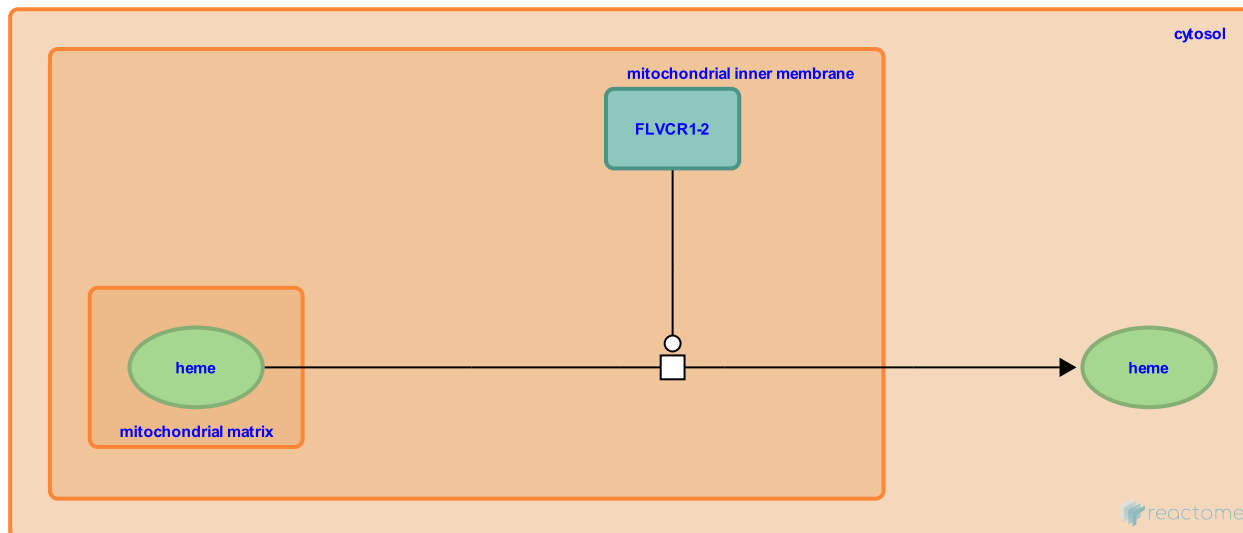 cytosol
mitochondrial inner membrane
FLVCR1-2
heme
heme
mitochondrial matrix
reactome